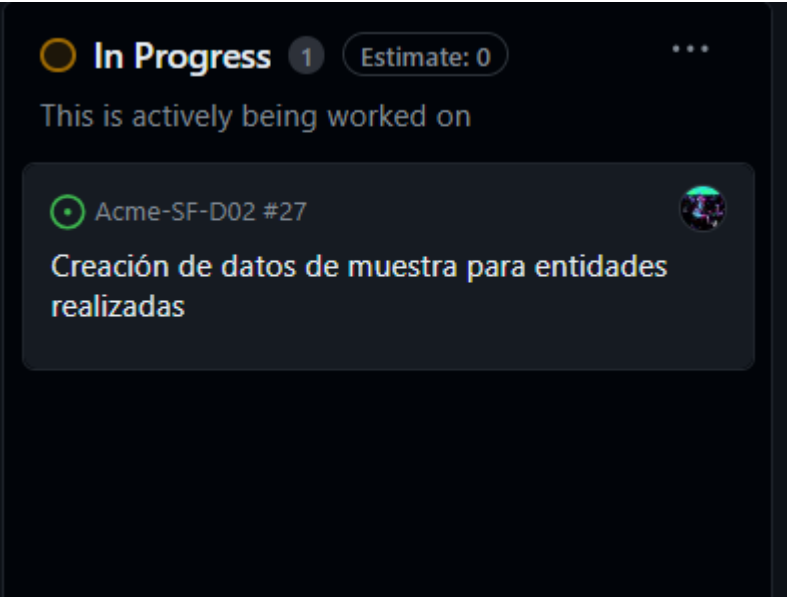 In Progress 1 Estimate: 0
This is actively being worked on
Acme-SF-D02 #27
Creación de datos de muestra para entidades
realizadas